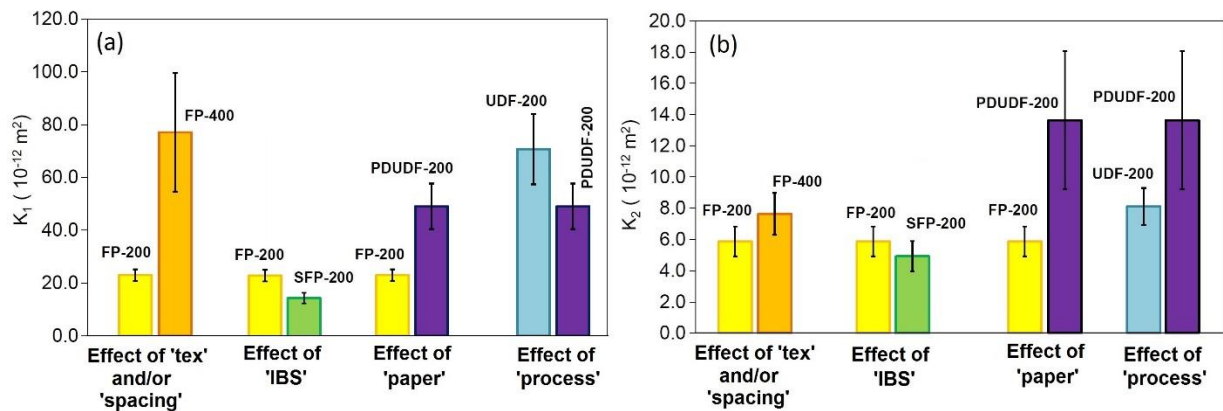 (a)
K₁ ( 10⁻¹² m²)
120.0
100.0
80.0
60.0
40.0
20.0
0.0
FP-200
FP-400
FP-200
SFP-200
FP-200
PDUDF-200
UDF-200
PDUDF-200
Effect of 'tex'
and/or
'spacing'
Effect of
'IBS'
Effect of
'paper'
Effect of
'process'
(b)
K₂ ( 10⁻¹² m²)
20.0
18.0
16.0
14.0
12.0
10.0
8.0
6.0
4.0
2.0
0.0
FP-200
FP-400
FP-200
SFP-200
FP-200
PDUDF-200
UDF-200
PDUDF-200
Effect of 'tex'
and/or
'spacing'
Effect of
'IBS'
Effect of
'paper'
Effect of
'process'